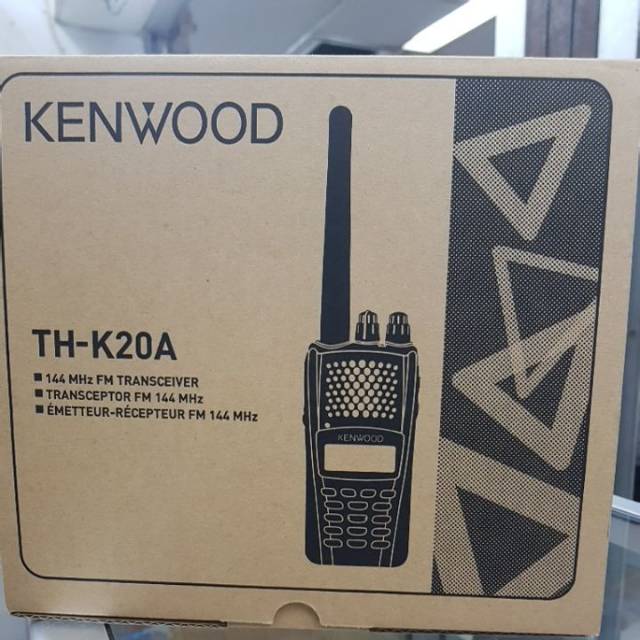 KENWOOD
TH-K20A
■ 144 MHz FM TRANSCEIVER
■ TRANSCEPTOR FM 144 MHz
■ ÉMETTEUR-RÉCEPTEUR FM 144 MHz
KENWOOD